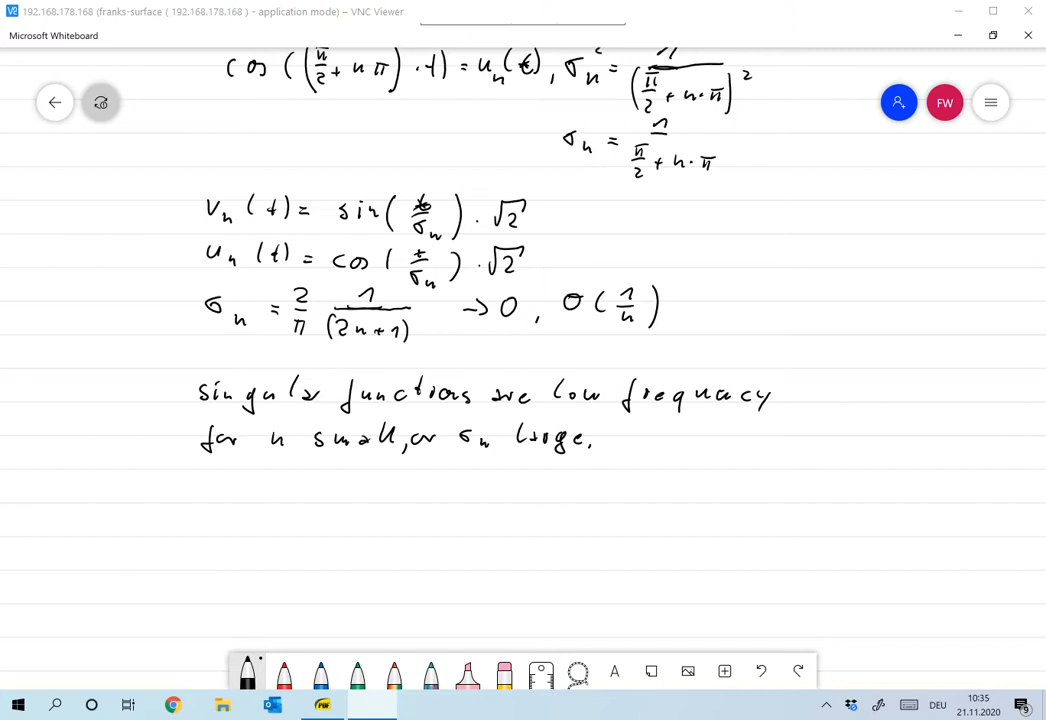 192.168.178.168 (franks-surface ( 192.168.178.168 ) - application mode) – VNC Viewer
Microsoft Whiteboard
cos ((π/2 + n π) · t) = u_n(t), σ_n² = 1/(π/2 + n·π)²
σ_n = 1/(π/2 + n·π)
FW
v_n (t) = sin(t/σ_n) · √2
u_n (t) = cos (t/σ_n) · √2
σ_n = 2/π 1/(2n+1) → 0, O(1/n)
singular functions are low frequency
for n small, or σ_n large.
A
DEU
10:35
21.11.2020
9